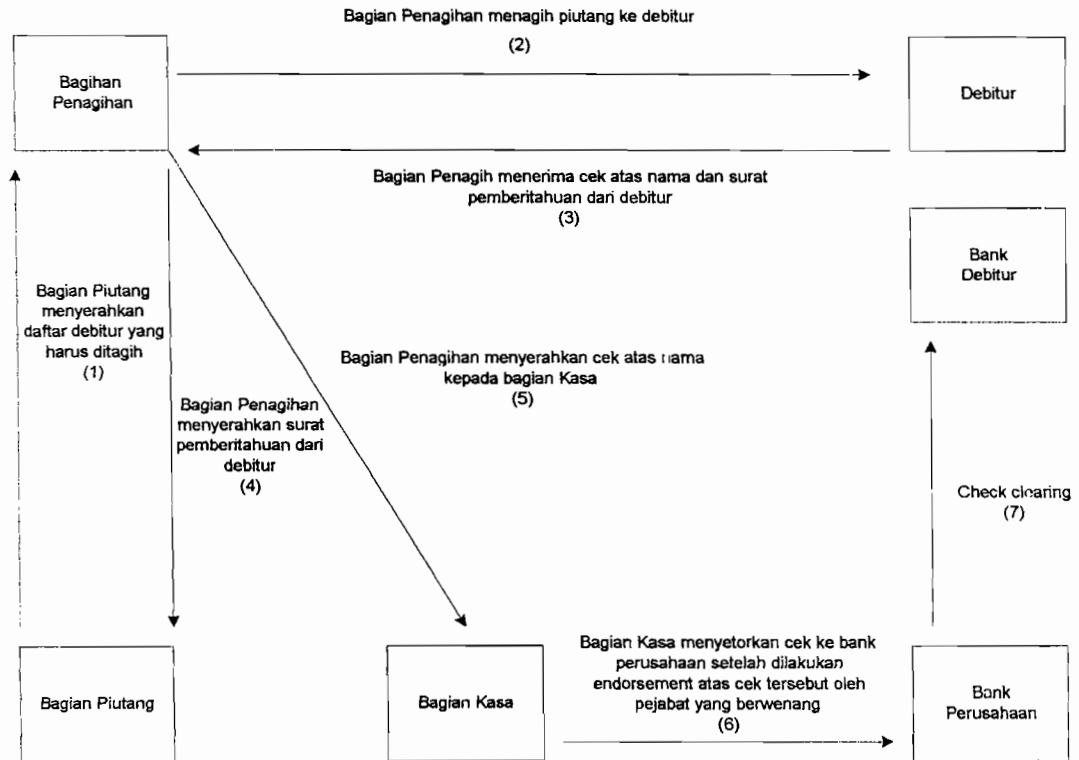 Bagian Penagihan menagih piutang ke debitur
(2)
Bagihan
Penagihan
Debitur
Bagian Penagih menerima cek atas nama dan surat
pemberitahuan dari debitur
(3)
Bank
Debitur
Bagian Piutang
menyerahkan
daftar debitur yang
harus ditagih
(1)
Bagian Penagihan menyerahkan cek atas nama
kepada bagian Kasa
(5)
Bagian Penagihan
menyerahkan surat
pemberitahuan dari
debitur
(4)
Check clearing
(7)
Bagian Piutang
Bagian Kasa
Bagian Kasa menyetorkan cek ke bank
perusahaan setelah dilakukan
endorsement atas cek tersebut oleh
pejabat yang berwenang
(6)
Bank
Perusahaan